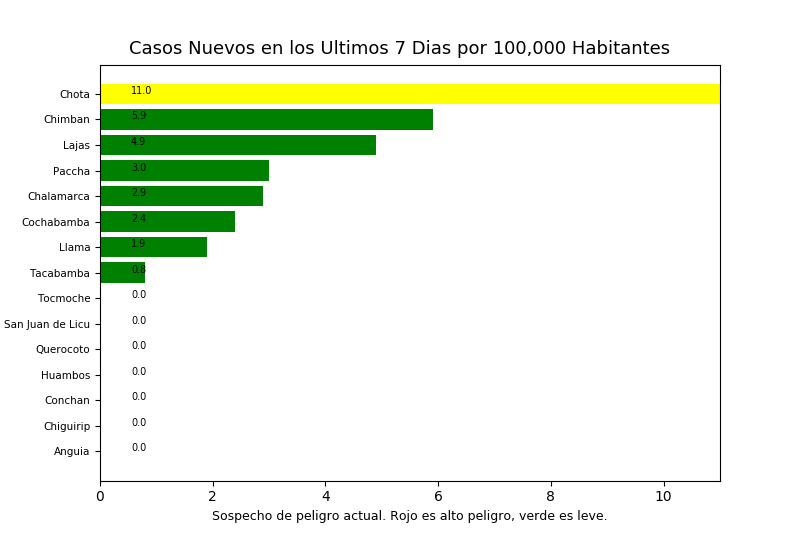 Casos Nuevos en los Ultimos 7 Dias por 100,000 Habitantes
Chota 11.0
Chimban 5.9
Lajas 4.9
Paccha 3.0
Chalamarca 2.9
Cochabamba 2.4
Llama 1.9
Tacabamba 0.8
Tocmoche 0.0
San Juan de Licu 0.0
Querocoto 0.0
Huambos 0.0
Conchan 0.0
Chiguirip 0.0
Anguia 0.0
0 2 4 6 8 10
Sospecho de peligro actual. Rojo es alto peligro, verde es leve.